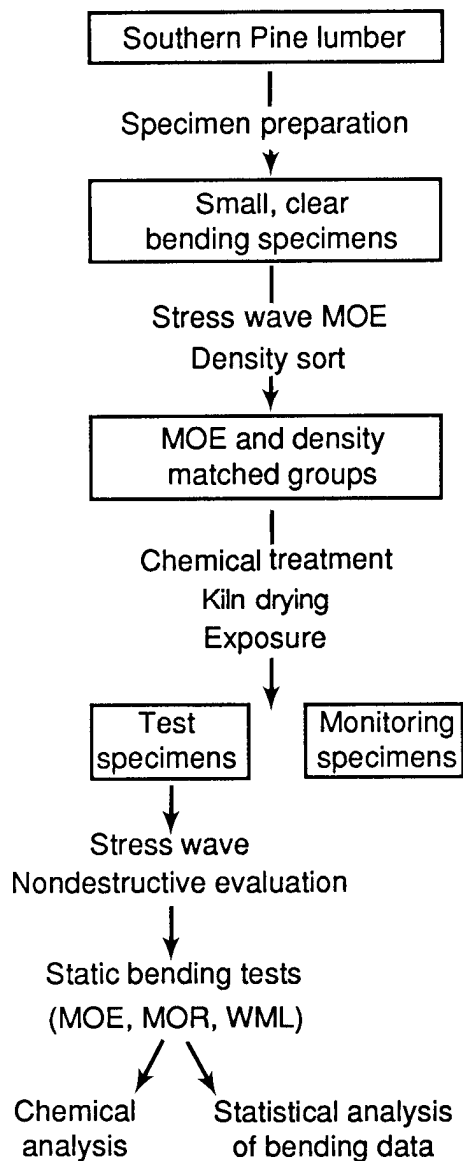 Southern Pine lumber
Specimen preparation
Small, clear
bending specimens
Stress wave MOE
Density sort
MOE and density
matched groups
Chemical treatment
Kiln drying
Exposure
Test
specimens
Monitoring
specimens
Stress wave
Nondestructive evaluation
Static bending tests
(MOE, MOR, WML)
Chemical
analysis
Statistical analysis
of bending data